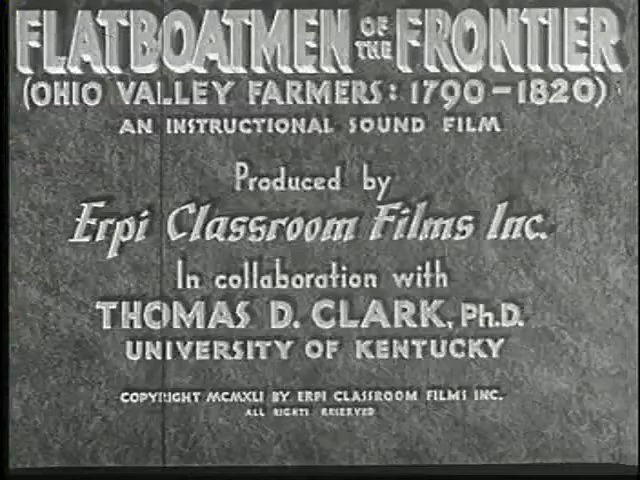 FLATBOATMEN OF THE FRONTIER
(OHIO VALLEY FARMERS: 1790-1820)
AN INSTRUCTIONAL SOUND FILM
Produced by
Erpi Classroom Films Inc.
In collaboration with
THOMAS D. CLARK, Ph.D.
UNIVERSITY OF KENTUCKY
COPYRIGHT MCMXLI BY ERPI CLASSROOM FILMS INC.
ALL RIGHTS RESERVED